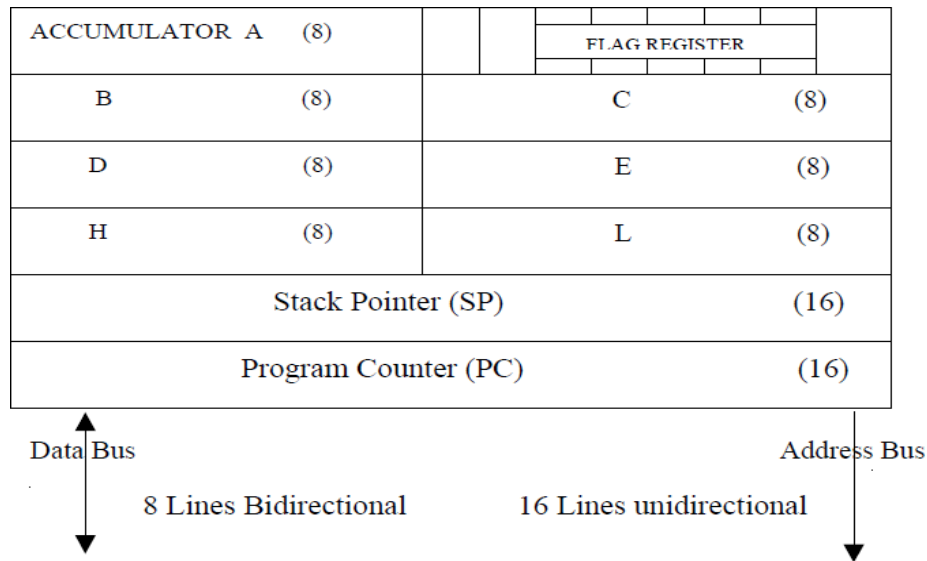 ACCUMULATOR A (8) FLAG REGISTER
B (8) C (8)
D (8) E (8)
H (8) L (8)
Stack Pointer (SP) (16)
Program Counter (PC) (16)
Data Bus Address Bus
8 Lines Bidirectional 16 Lines unidirectional